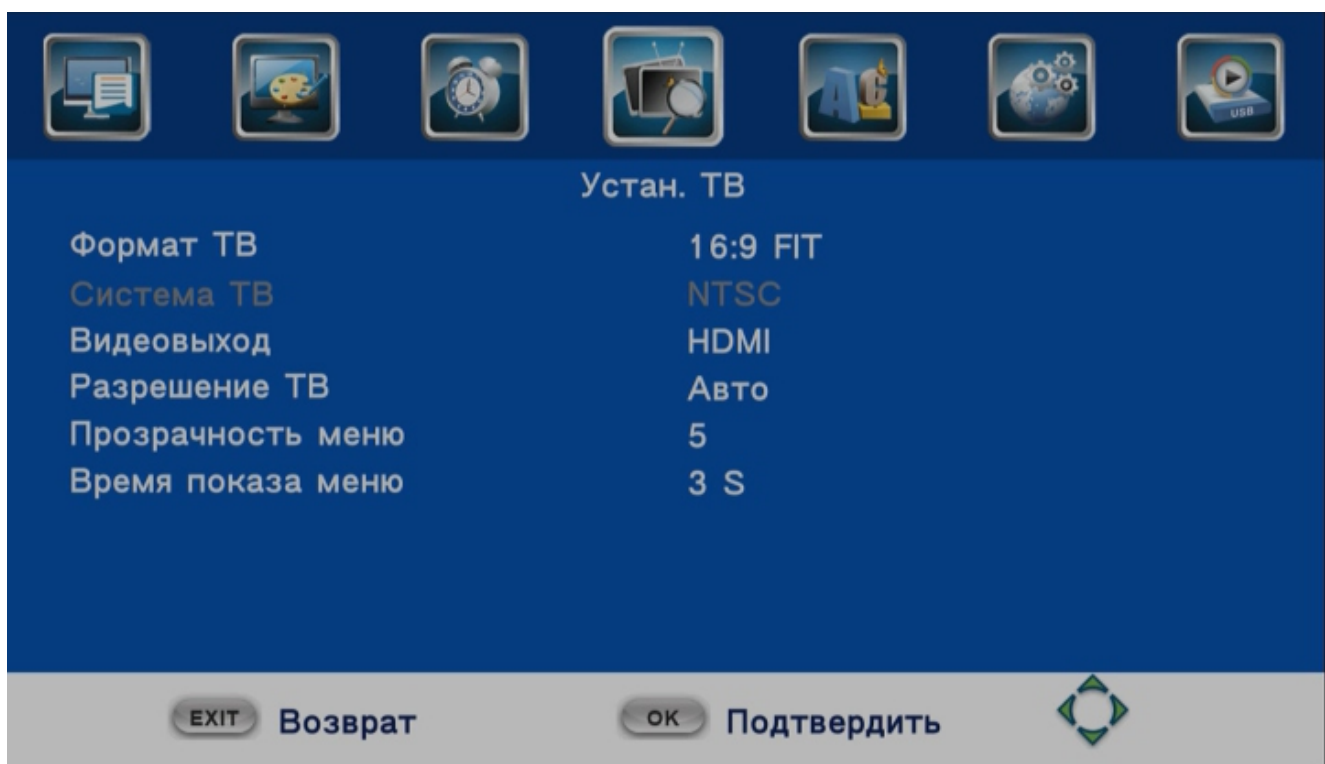 USB
Устан. ТВ
Формат ТВ 16:9 FIT
Система ТВ NTSC
Видеовыход HDMI
Разрешение ТВ Авто
Прозрачность меню 5
Время показа меню 3 S
EXIT Возврат OK Подтвердить